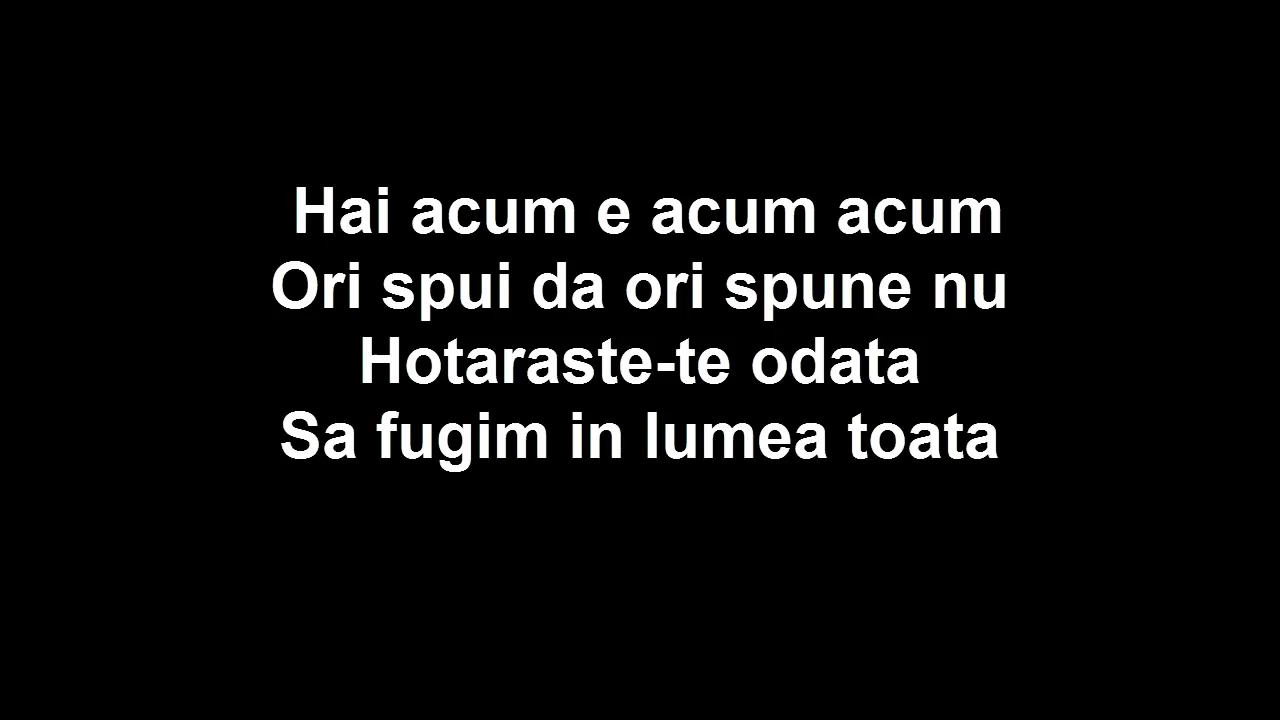 Hai acum e acum acum
Ori spui da ori spune nu
Hotaraste-te odata
Sa fugim in lumea toata